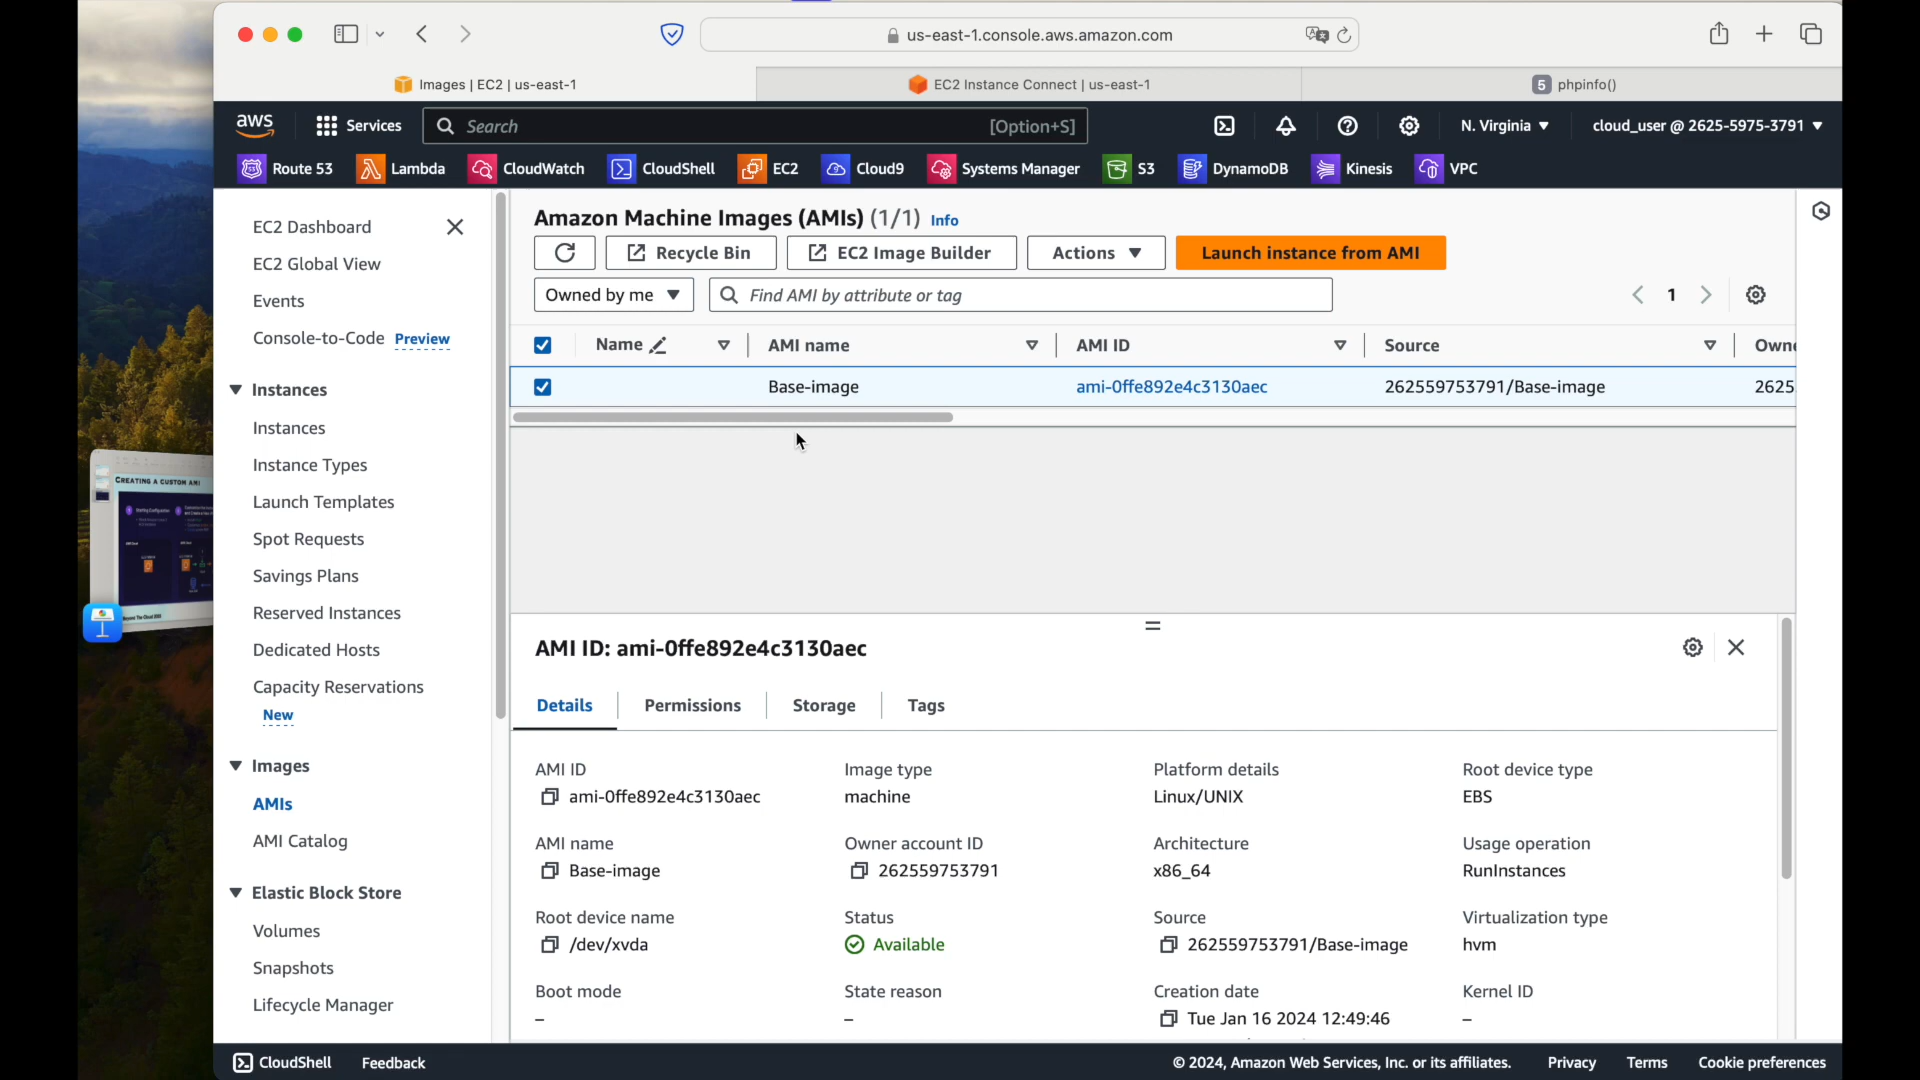 us-east-1.console.aws.amazon.com
Images | EC2 | us-east-1
EC2 Instance Connect | us-east-1
5 phpinfo()
aws
Services
Search
[Option+S]
N. Virginia
cloud_user @ 2625-5975-3791
Route 53
Lambda
CloudWatch
CloudShell
EC2
Cloud9
Systems Manager
S3
DynamoDB
Kinesis
VPC
EC2 Dashboard
EC2 Global View
Events
Console-to-Code Preview
Instances
Instances
Instance Types
Launch Templates
Spot Requests
Savings Plans
Reserved Instances
Dedicated Hosts
Capacity Reservations
New
Images
AMIs
AMI Catalog
Elastic Block Store
Volumes
Snapshots
Lifecycle Manager
Amazon Machine Images (AMIs) (1/1) Info
Recycle Bin
EC2 Image Builder
Actions
Launch instance from AMI
Owned by me
Find AMI by attribute or tag
1
Name
AMI name
AMI ID
Source
Owne
Base-image
ami-0ffe892e4c3130aec
262559753791/Base-image
2625
AMI ID: ami-0ffe892e4c3130aec
Details
Permissions
Storage
Tags
AMI ID
ami-0ffe892e4c3130aec
Image type
machine
Platform details
Linux/UNIX
Root device type
EBS
AMI name
Base-image
Owner account ID
262559753791
Architecture
x86_64
Usage operation
RunInstances
Root device name
/dev/xvda
Status
Available
Source
262559753791/Base-image
Virtualization type
hvm
Boot mode
–
State reason
–
Creation date
Tue Jan 16 2024 12:49:46
Kernel ID
–
CREATING A CUSTOM AMI
CloudShell
Feedback
© 2024, Amazon Web Services, Inc. or its affiliates.
Privacy
Terms
Cookie preferences